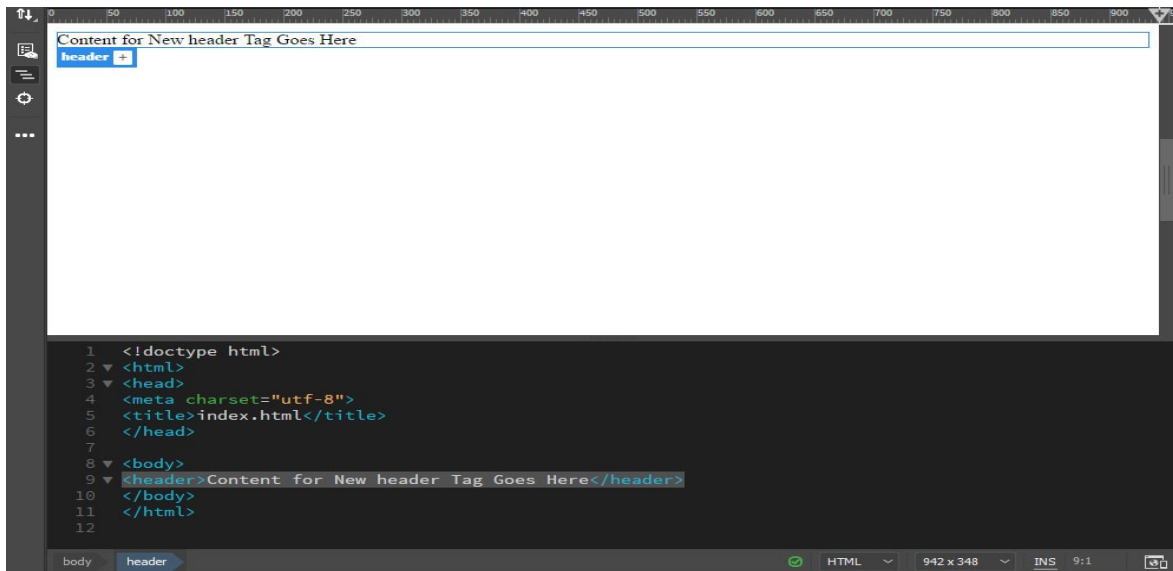 0 50 100 150 200 250 300 350 400 450 500 550 600 650 700 750 800 850 900
Content for New header Tag Goes Here
header +
1 <!doctype html>
2 <html>
3 <head>
4 <meta charset="utf-8">
5 <title>index.html</title>
6 </head>
7
8 <body>
9 <header>Content for New header Tag Goes Here</header>
10 </body>
11 </html>
12
body header HTML 942 x 348 INS 9:1